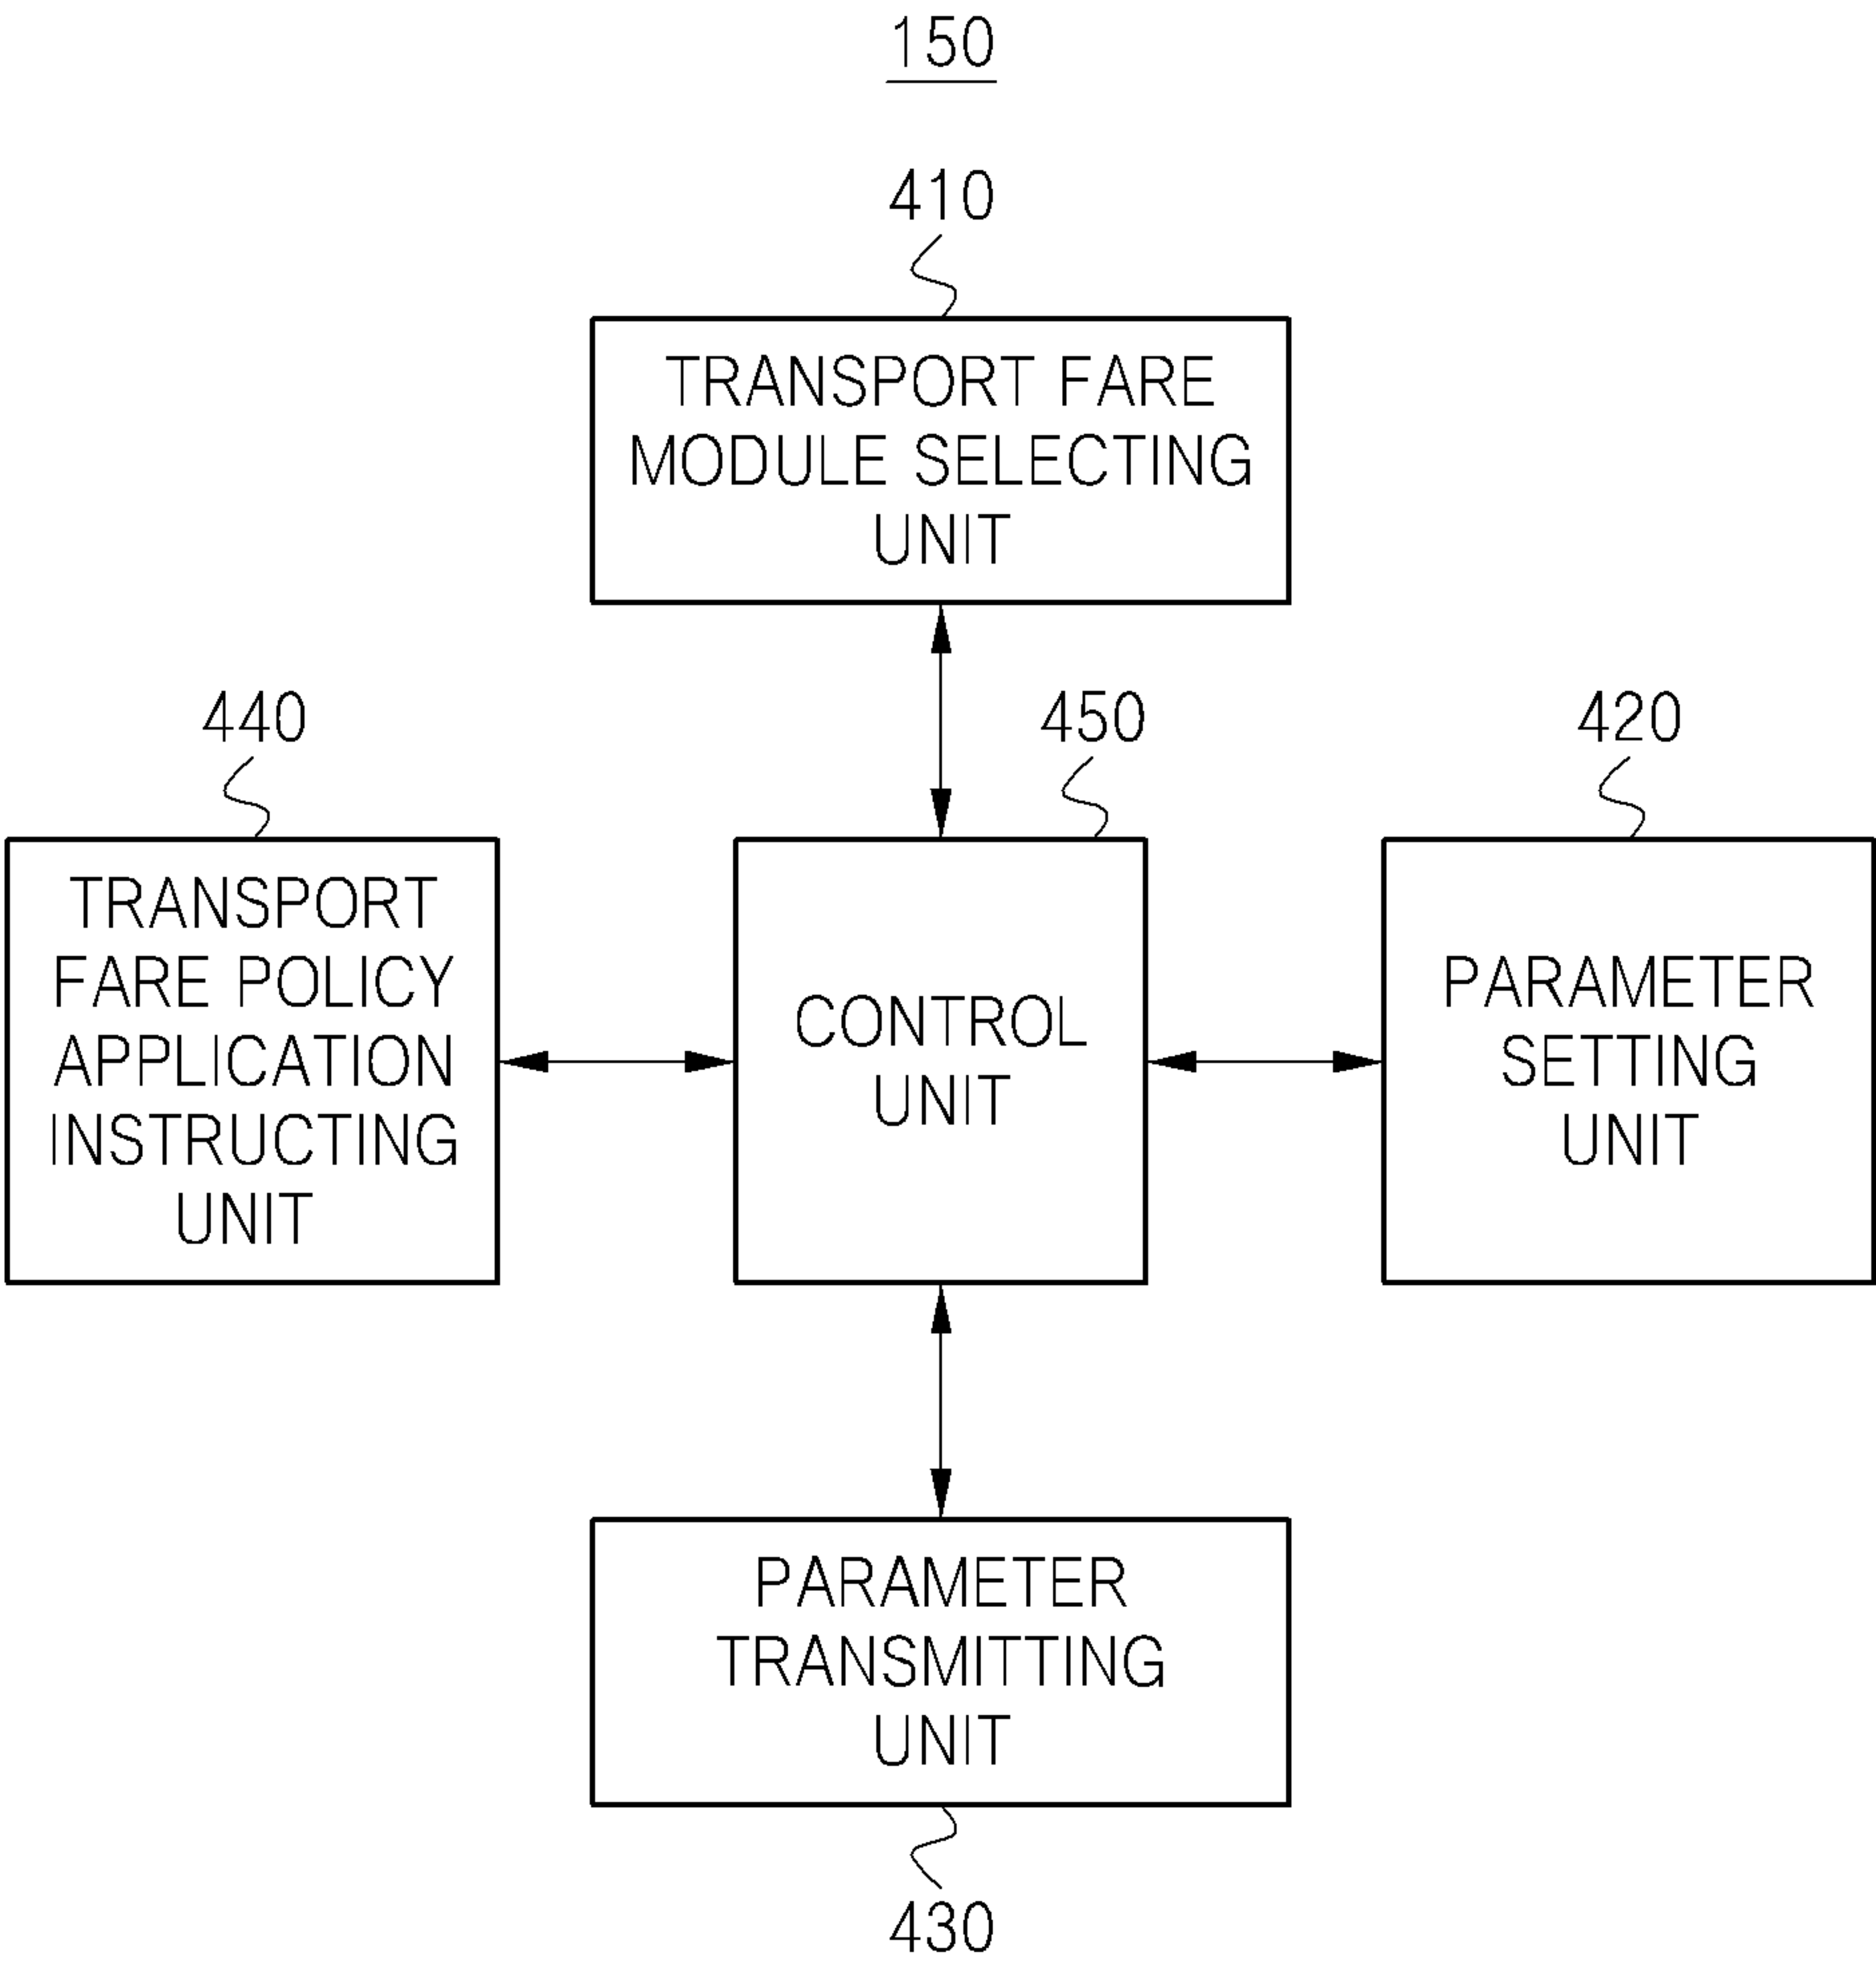 150
410
TRANSPORT FARE
MODULE SELECTING
UNIT
440
450
420
TRANSPORT
FARE POLICY
APPLICATION
INSTRUCTING
UNIT
CONTROL
UNIT
PARAMETER
SETTING
UNIT
PARAMETER
TRANSMITTING
UNIT
430